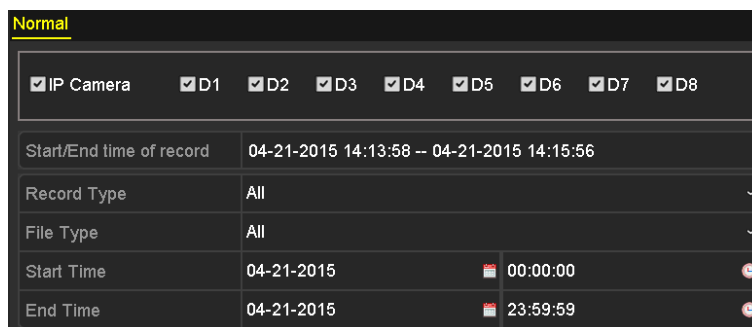 Normal
IP Camera D1 D2 D3 D4 D5 D6 D7 D8
Start/End time of record 04-21-2015 14:13:58 -- 04-21-2015 14:15:56
Record Type All
File Type All
Start Time 04-21-2015 00:00:00
End Time 04-21-2015 23:59:59